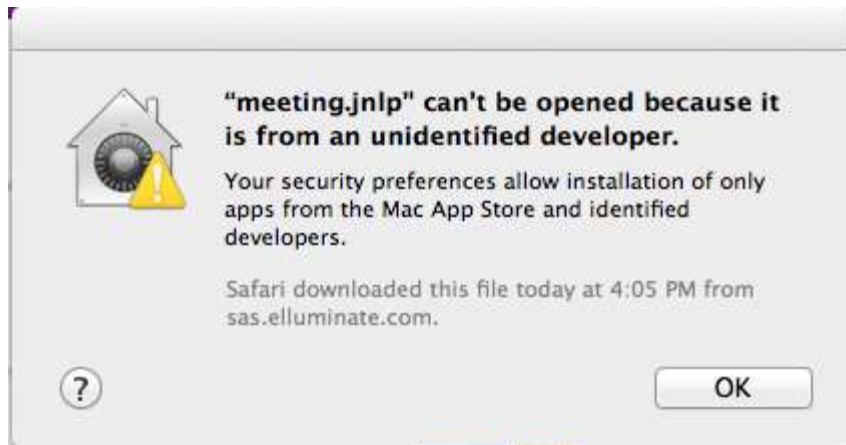 “meeting.jnlp” can't be opened because it
is from an unidentified developer.
Your security preferences allow installation of only
apps from the Mac App Store and identified
developers.
Safari downloaded this file today at 4:05 PM from
sas.elluminate.com.
?
OK